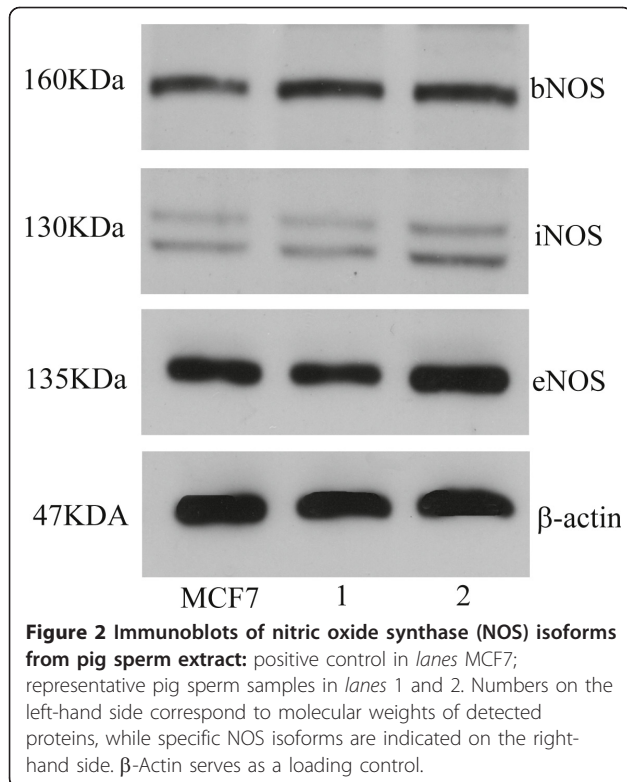 160KDa bNOS
130KDa iNOS
135KDa eNOS
47KDA β-actin
MCF7 1 2
Figure 2 Immunoblots of nitric oxide synthase (NOS) isoforms
from pig sperm extract: positive control in lanes MCF7;
representative pig sperm samples in lanes 1 and 2. Numbers on the
left-hand side correspond to molecular weights of detected
proteins, while specific NOS isoforms are indicated on the right-
hand side. β-Actin serves as a loading control.